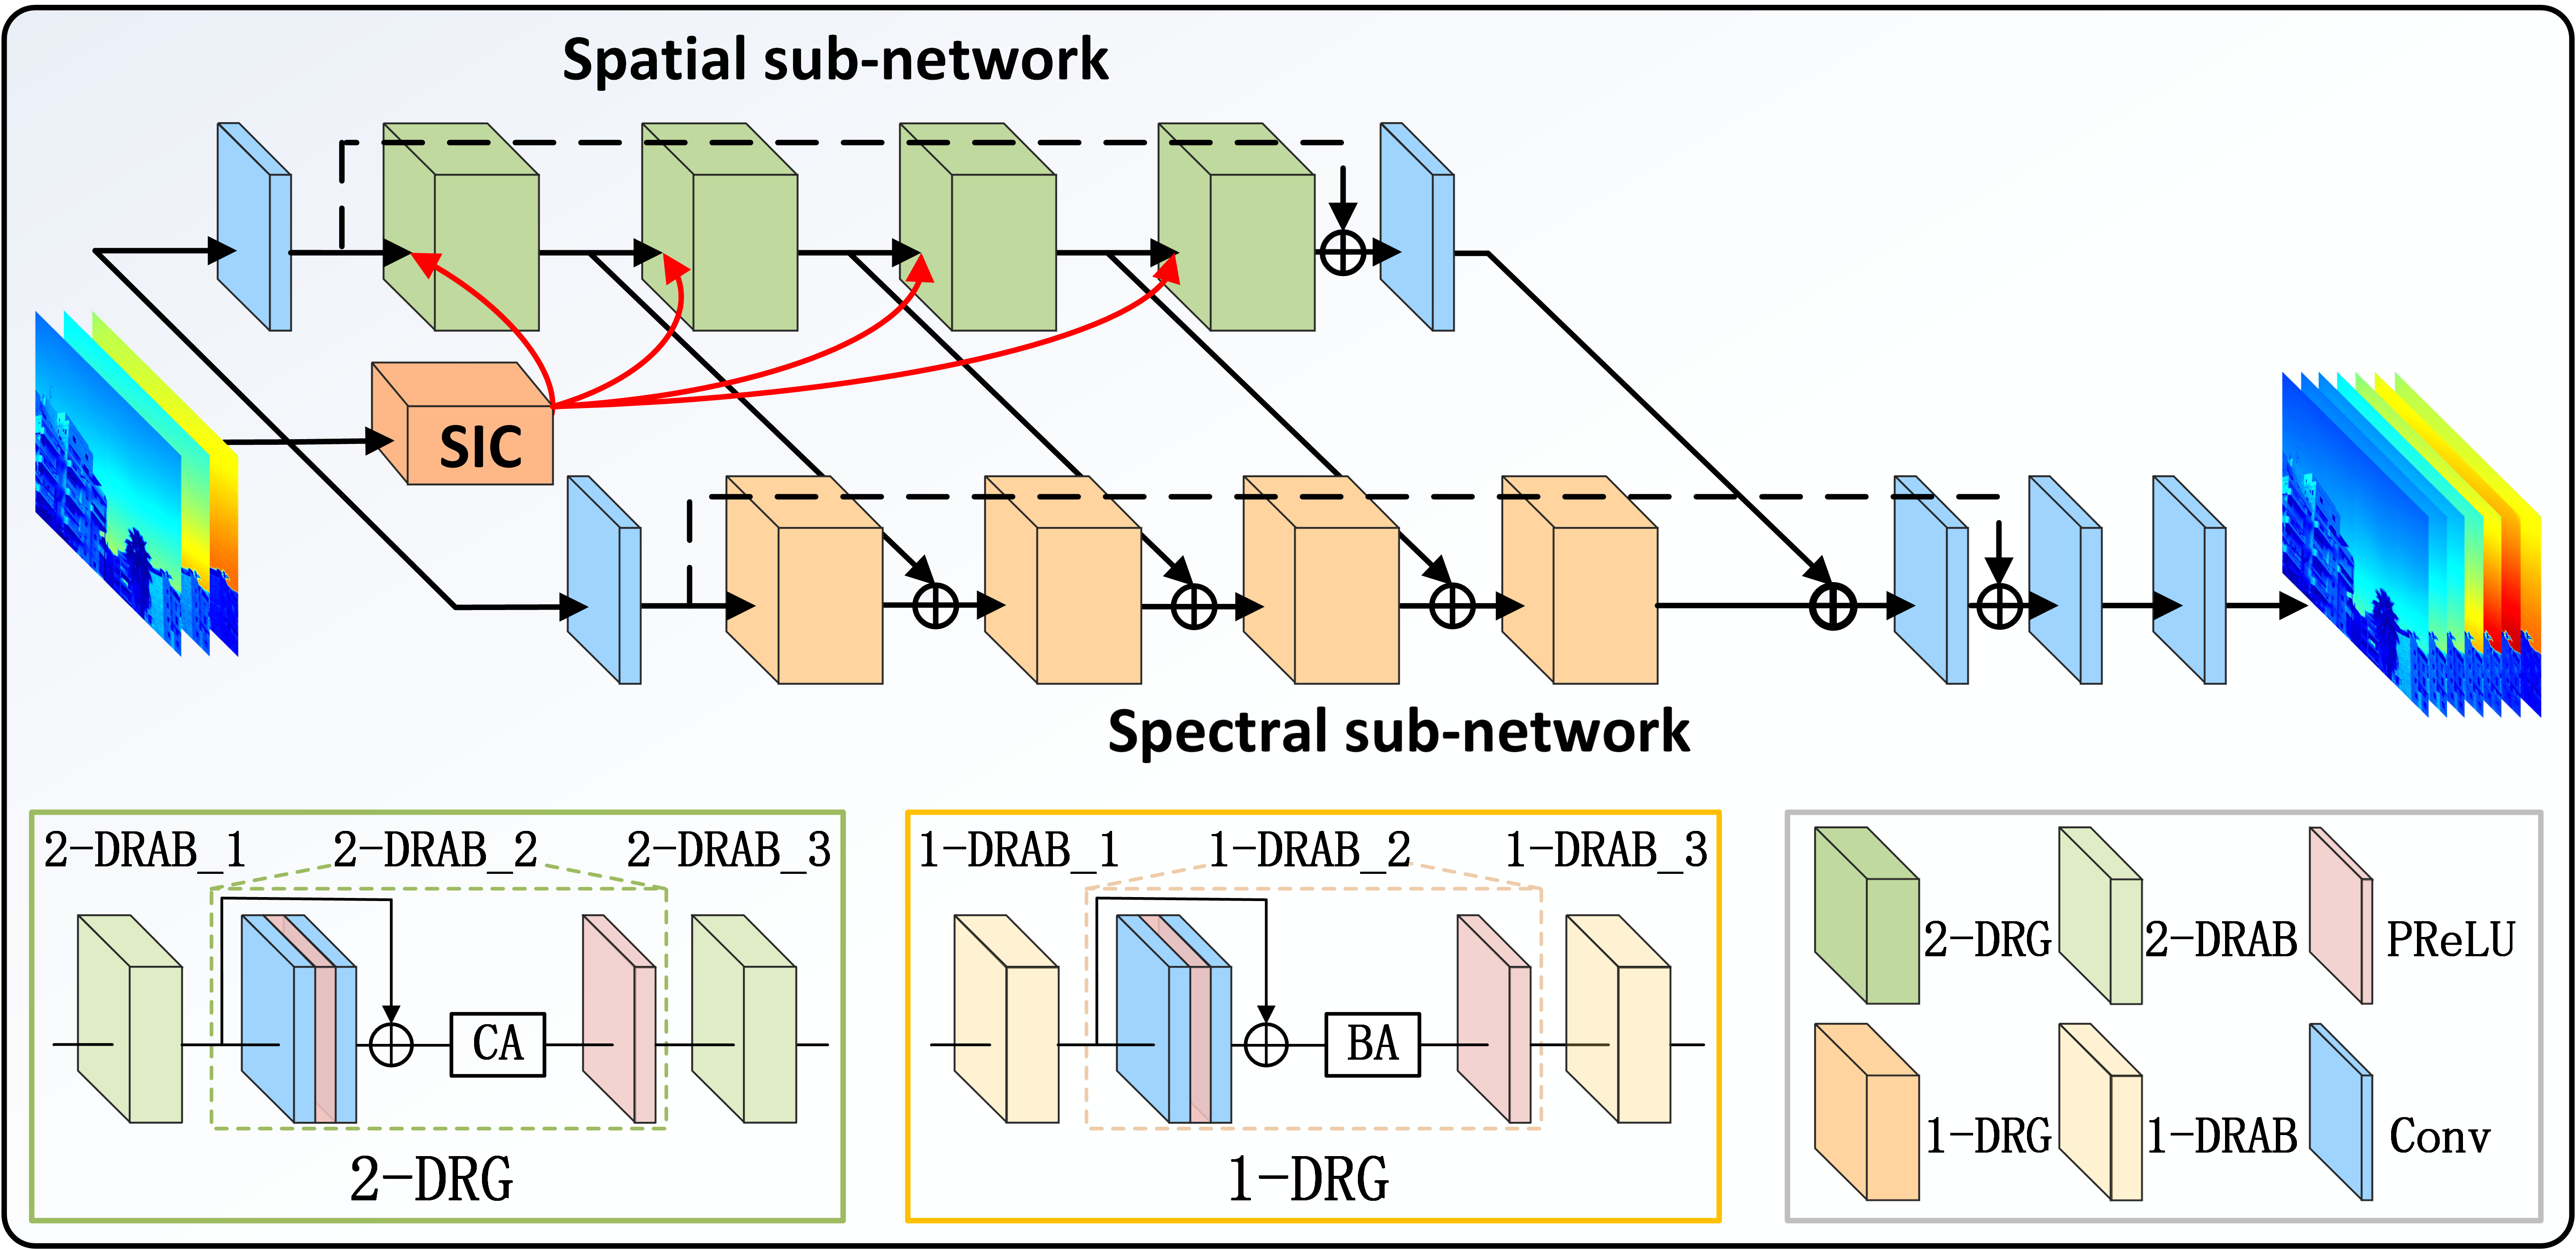 Spatial sub-network
SIC
Spectral sub-network
2-DRAB_1
2-DRAB_2
2-DRAB_3
CA
2-DRG
1-DRAB_1
1-DRAB_2
1-DRAB_3
BA
1-DRG
2-DRG
2-DRAB
PReLU
1-DRG
1-DRAB
Conv